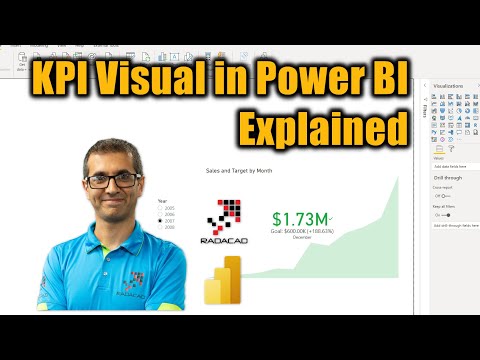 KPI Visual in Power BI
Explained
Visualizations
Filters
Values
Add data fields here
Drill through
Cross-report
Off
Keep all filters
On
Add drill-through fields here
Sales and Target by Month
Year
2005
2006
2007
2008
RADACAD
$1.73M
Goal: $600.00K (+188.63%)
December
RADACAD